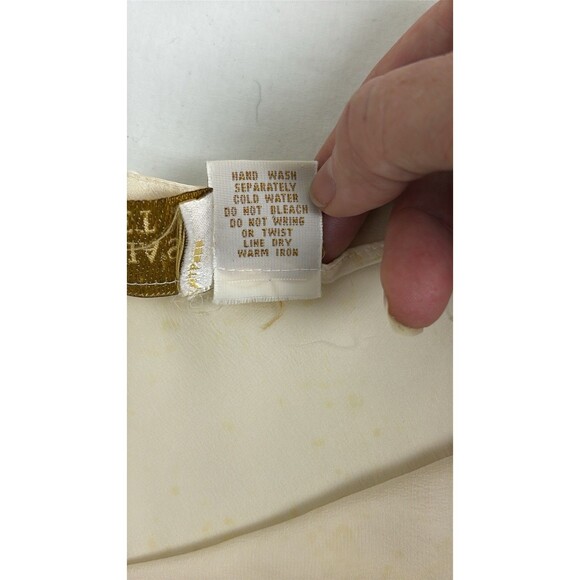 HAND WASH
SEPARATELY
COLD WATER
DO NOT BLEACH
DO NOT WRING
OR TWIST
LINE DRY
WARM IRON